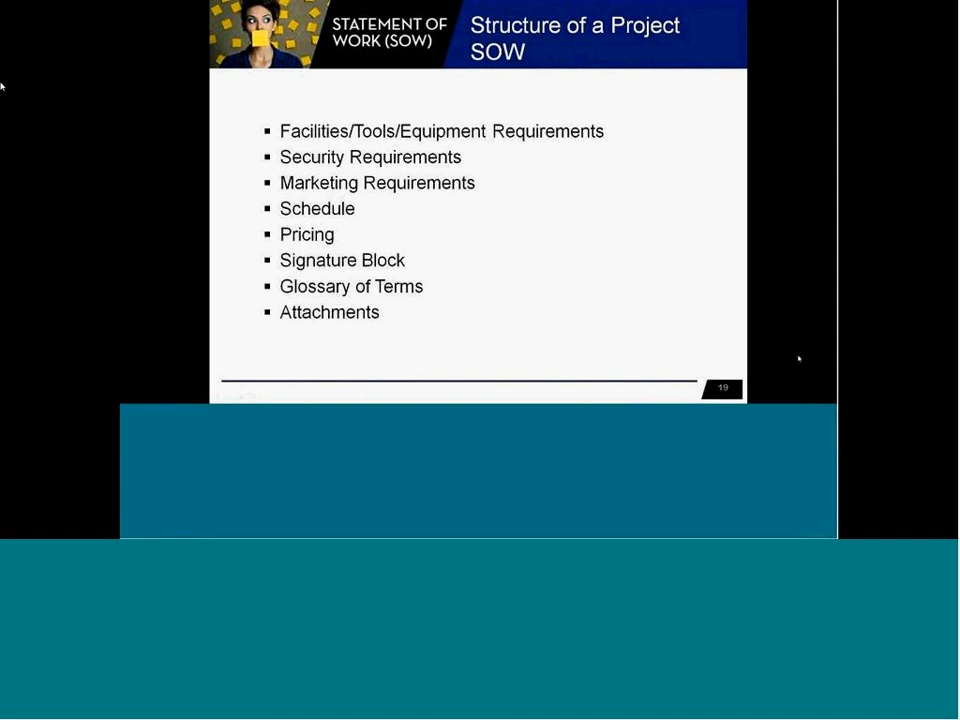 STATEMENT OF
WORK (SOW)
Structure of a Project
SOW
Facilities/Tools/Equipment Requirements
Security Requirements
Marketing Requirements
Schedule
Pricing
Signature Block
Glossary of Terms
Attachments
19